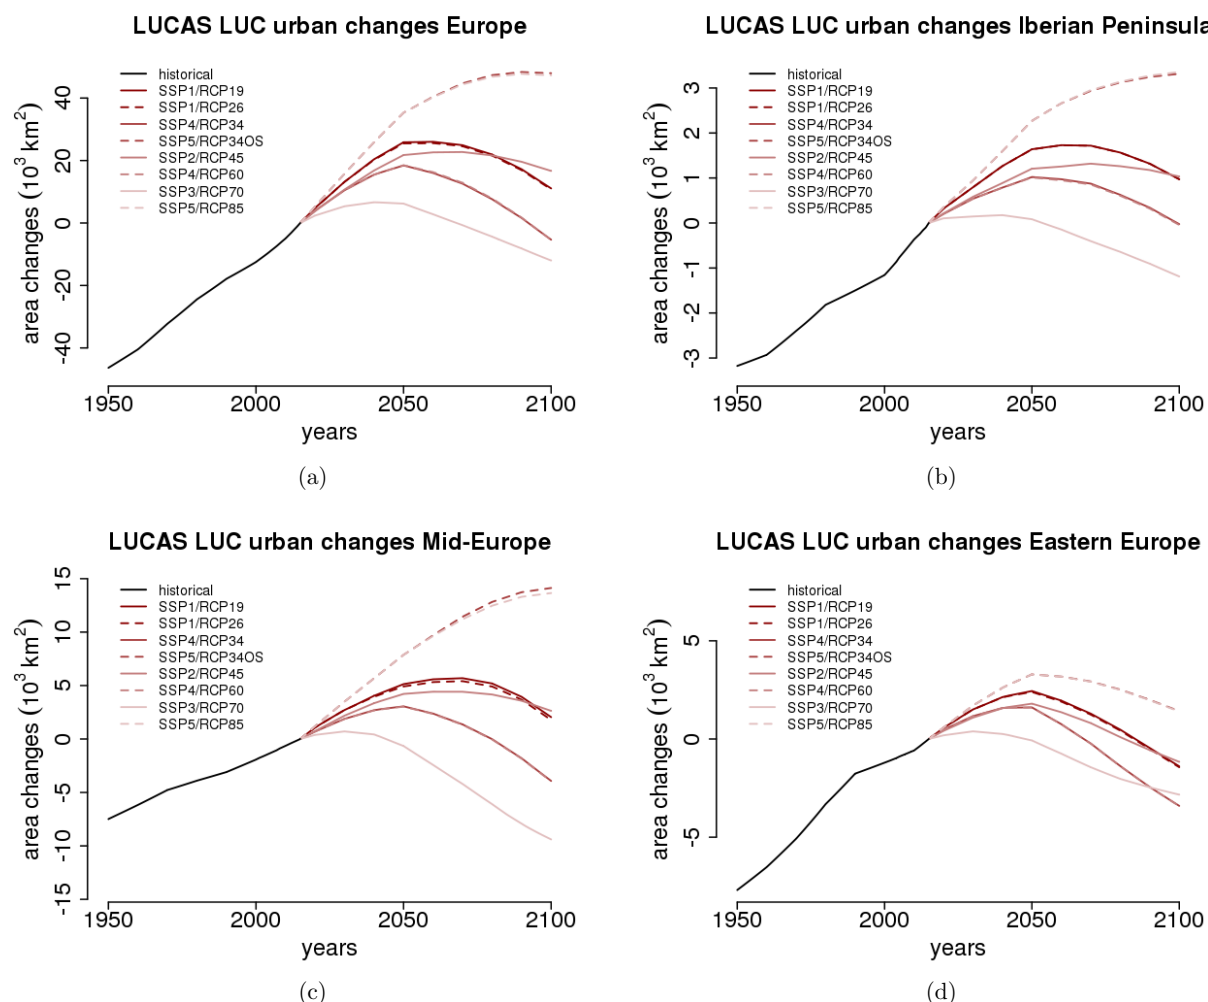 LUCAS LUC urban changes Europe
area changes (10³ km²)
40
20
0
-20
-40
historical
SSP1/RCP19
SSP1/RCP26
SSP4/RCP34
SSP5/RCP34OS
SSP2/RCP45
SSP4/RCP60
SSP3/RCP70
SSP5/RCP85
1950 2000 2050 2100
years
(a)
LUCAS LUC urban changes Iberian Peninsula
area changes (10³ km²)
3
2
1
0
-1
-2
-3
historical
SSP1/RCP19
SSP1/RCP26
SSP4/RCP34
SSP5/RCP34OS
SSP2/RCP45
SSP4/RCP60
SSP3/RCP70
SSP5/RCP85
1950 2000 2050 2100
years
(b)
LUCAS LUC urban changes Mid-Europe
area changes (10³ km²)
15
10
5
0
-5
-10
-15
historical
SSP1/RCP19
SSP1/RCP26
SSP4/RCP34
SSP5/RCP34OS
SSP2/RCP45
SSP4/RCP60
SSP3/RCP70
SSP5/RCP85
1950 2000 2050 2100
years
(c)
LUCAS LUC urban changes Eastern Europe
area changes (10³ km²)
5
0
-5
historical
SSP1/RCP19
SSP1/RCP26
SSP4/RCP34
SSP5/RCP34OS
SSP2/RCP45
SSP4/RCP60
SSP3/RCP70
SSP5/RCP85
1950 2000 2050 2100
years
(d)